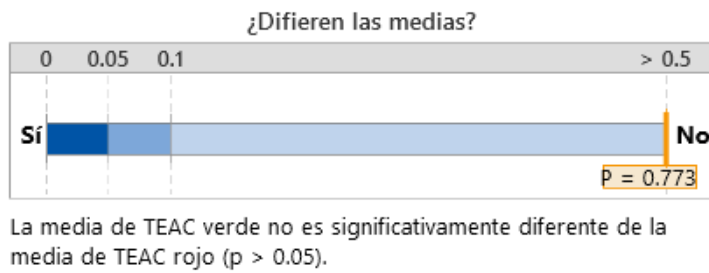 ¿Difieren las medias?
0 0.05 0.1 > 0.5
Sí No
P = 0.773
La media de TEAC verde no es significativamente diferente de la
media de TEAC rojo (p > 0.05).